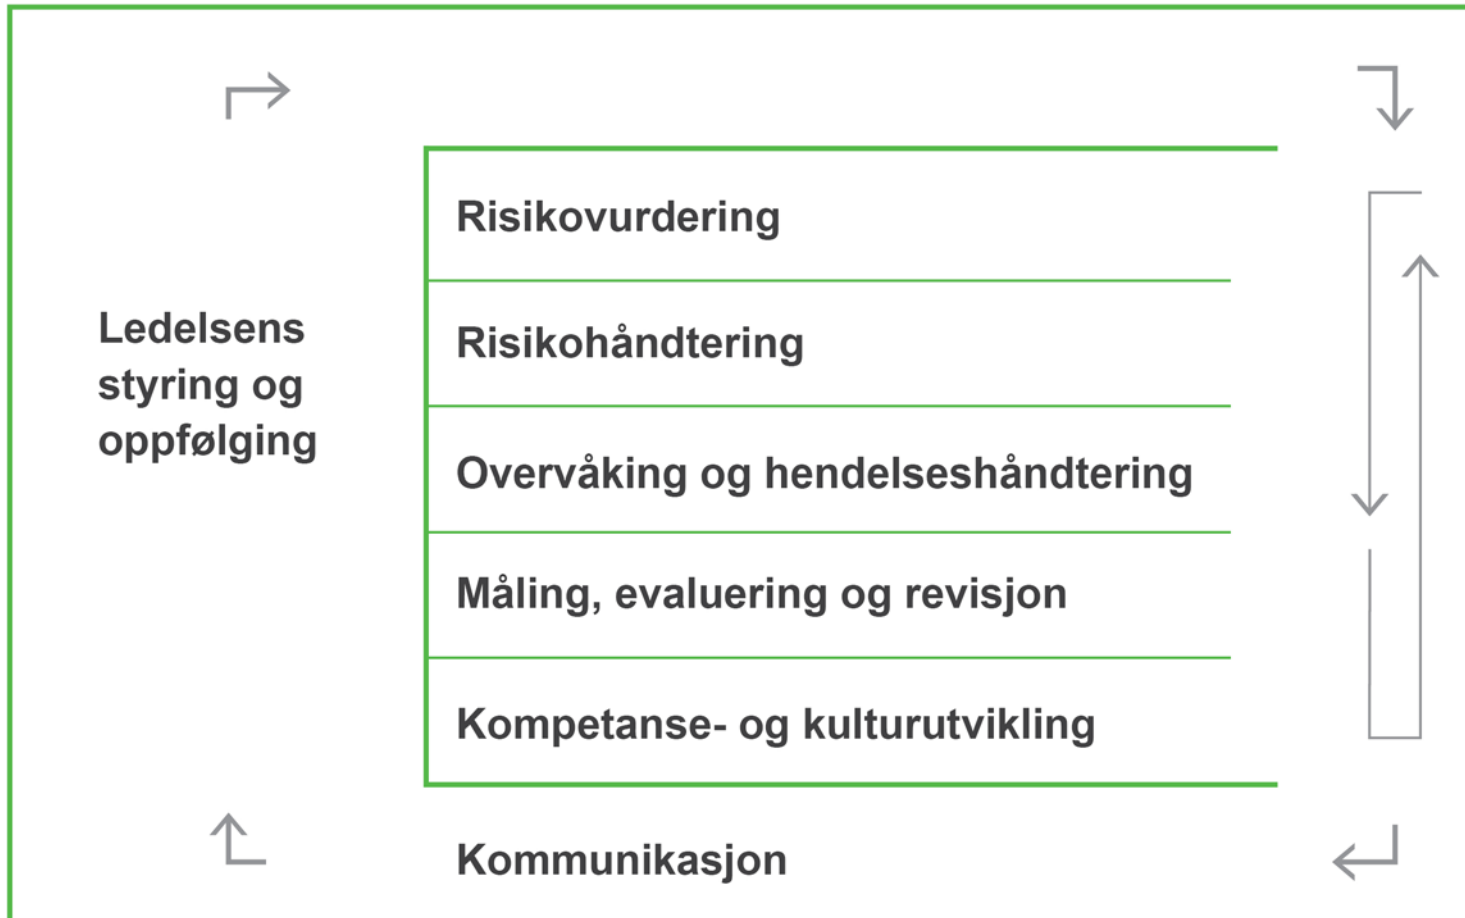 Ledelsens
styring og
oppfølging
Risikovurdering
Risikohåndtering
Overvåking og hendelseshåndtering
Måling, evaluering og revisjon
Kompetanse- og kulturutvikling
Kommunikasjon